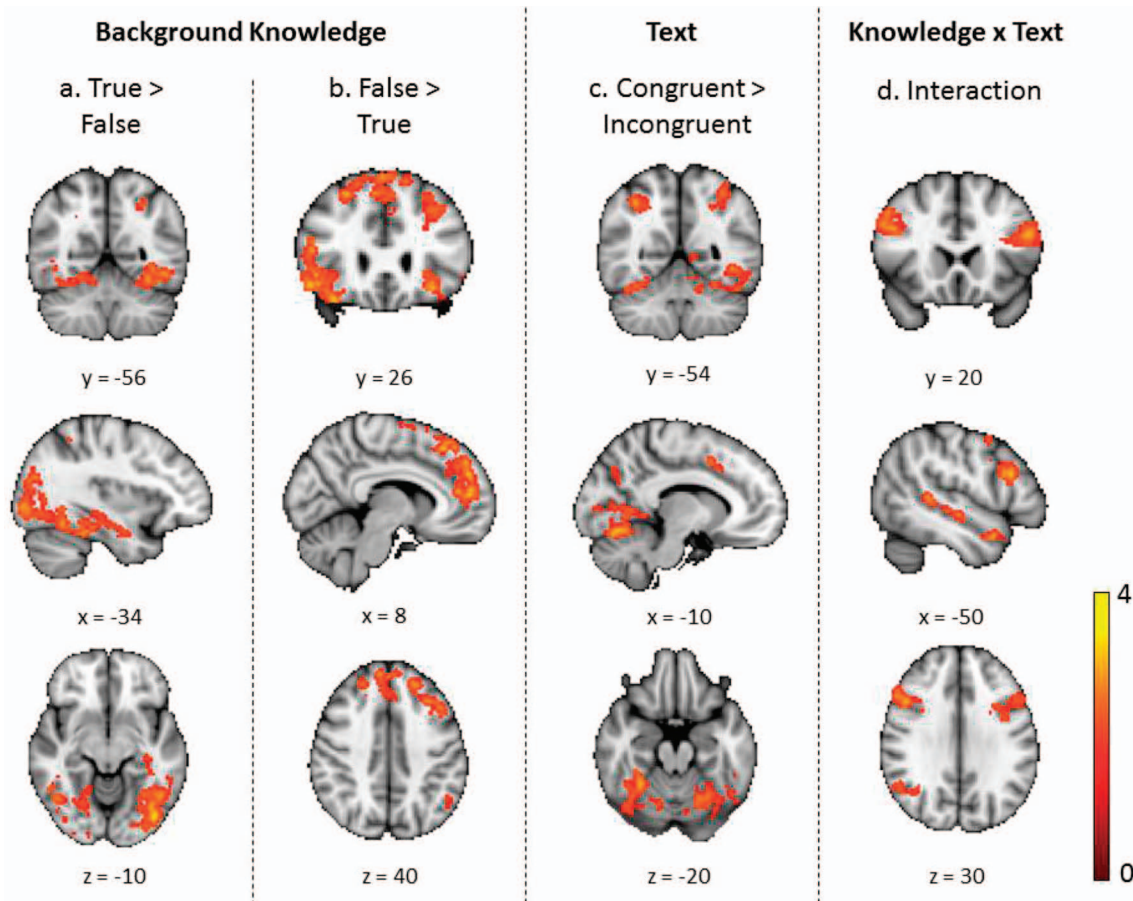 Background Knowledge
Text
Knowledge x Text
a. True >
False
b. False >
True
c. Congruent >
Incongruent
d. Interaction
y = -56
y = 26
y = -54
y = 20
x = -34
x = 8
x = -10
x = -50
4
z = -10
z = 40
z = -20
z = 30
0